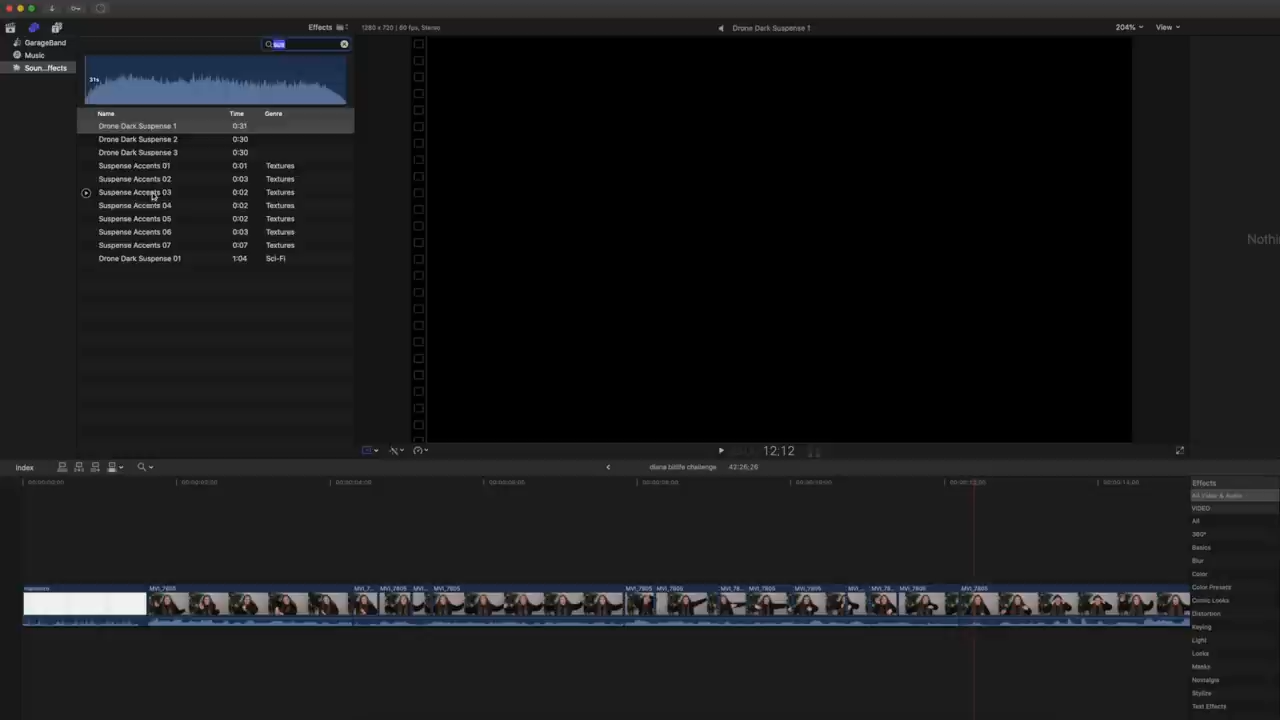 Effects
1280 x 720 | 60 fps, Stereo
Drone Dark Suspense 1
204%
View
GarageBand
Music
Soun...ffects
sus
31s
Name Time Genre
Drone Dark Suspense 1 0:31
Drone Dark Suspense 2 0:30
Drone Dark Suspense 3 0:30
Suspense Accents 01 0:01 Textures
Suspense Accents 02 0:03 Textures
Suspense Accents 03 0:02 Textures
Suspense Accents 04 0:02 Textures
Suspense Accents 05 0:02 Textures
Suspense Accents 06 0:03 Textures
Suspense Accents 07 0:07 Textures
Drone Dark Suspense 01 1:04 Sci-Fi
Nothi
12;12
Index
diana bitlife challenge
42:26;26
Effects
All Video & Audio
VIDEO
All
360°
Basics
Blur
Color
Color Presets
Comic Looks
Distortion
Keying
Light
Looks
Masks
Nostalgia
Stylize
Text Effects
MVI_7805
MVI_7805
MVI_7805
MVI_7805